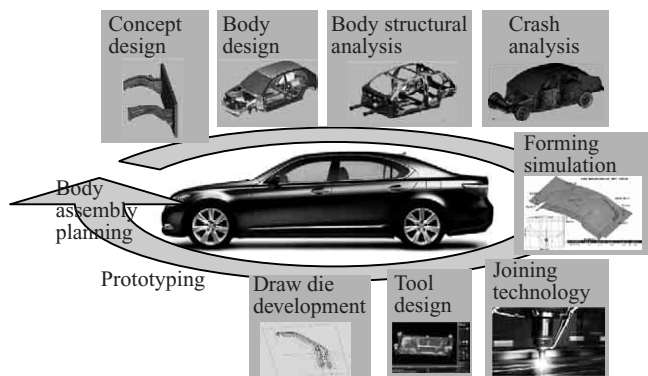 Concept
design
Body
design
Body structural
analysis
Crash
analysis
Forming
simulation
Joining
technology
Tool
design
Draw die
development
Prototyping
Body
assembly
planning